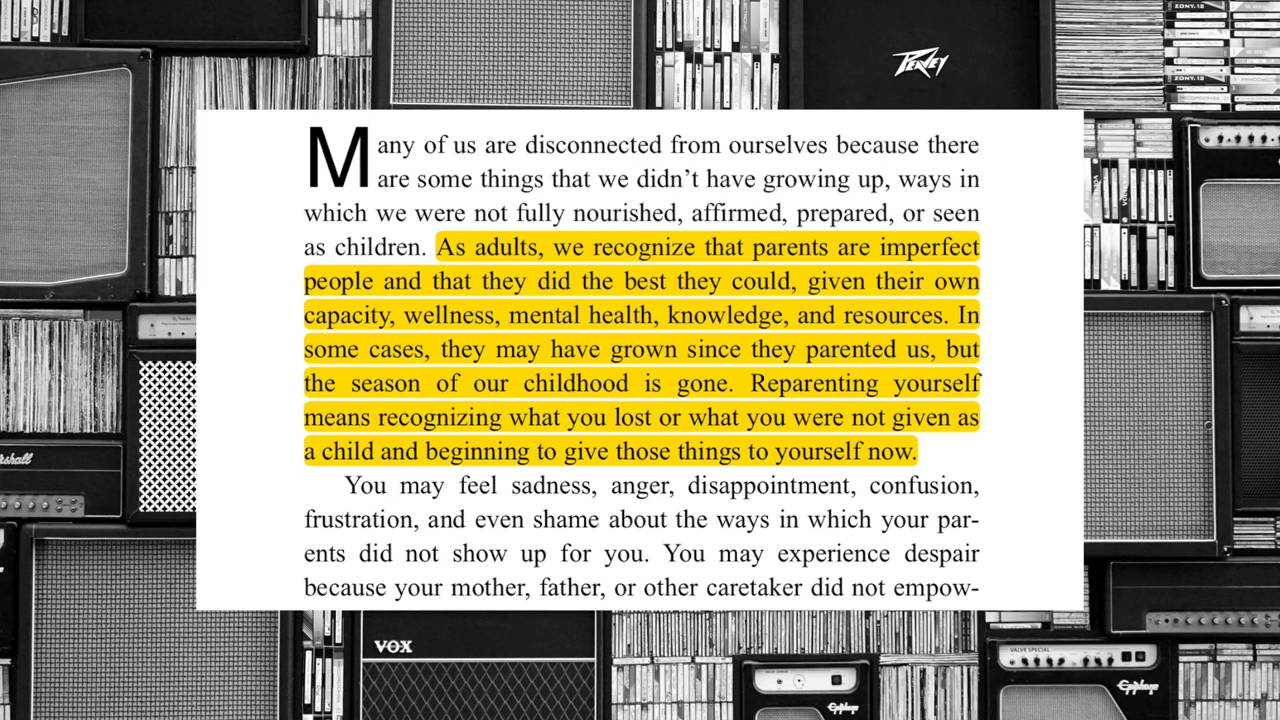 ZONY.12
PEAVEY
ZONY.12
Many of us are disconnected from ourselves because there
are some things that we didn’t have growing up, ways in
which we were not fully nourished, affirmed, prepared, or seen
as children. As adults, we recognize that parents are imperfect
people and that they did the best they could, given their own
capacity, wellness, mental health, knowledge, and resources. In
some cases, they may have grown since they parented us, but
the season of our childhood is gone. Reparenting yourself
means recognizing what you lost or what you were not given as
a child and beginning to give those things to yourself now.
You may feel sadness, anger, disappointment, confusion,
frustration, and even shame about the ways in which your par-
ents did not show up for you. You may experience despair
because your mother, father, or other caretaker did not empow-
VOX
VALVE SPECIAL
Epiphone
Epiphone